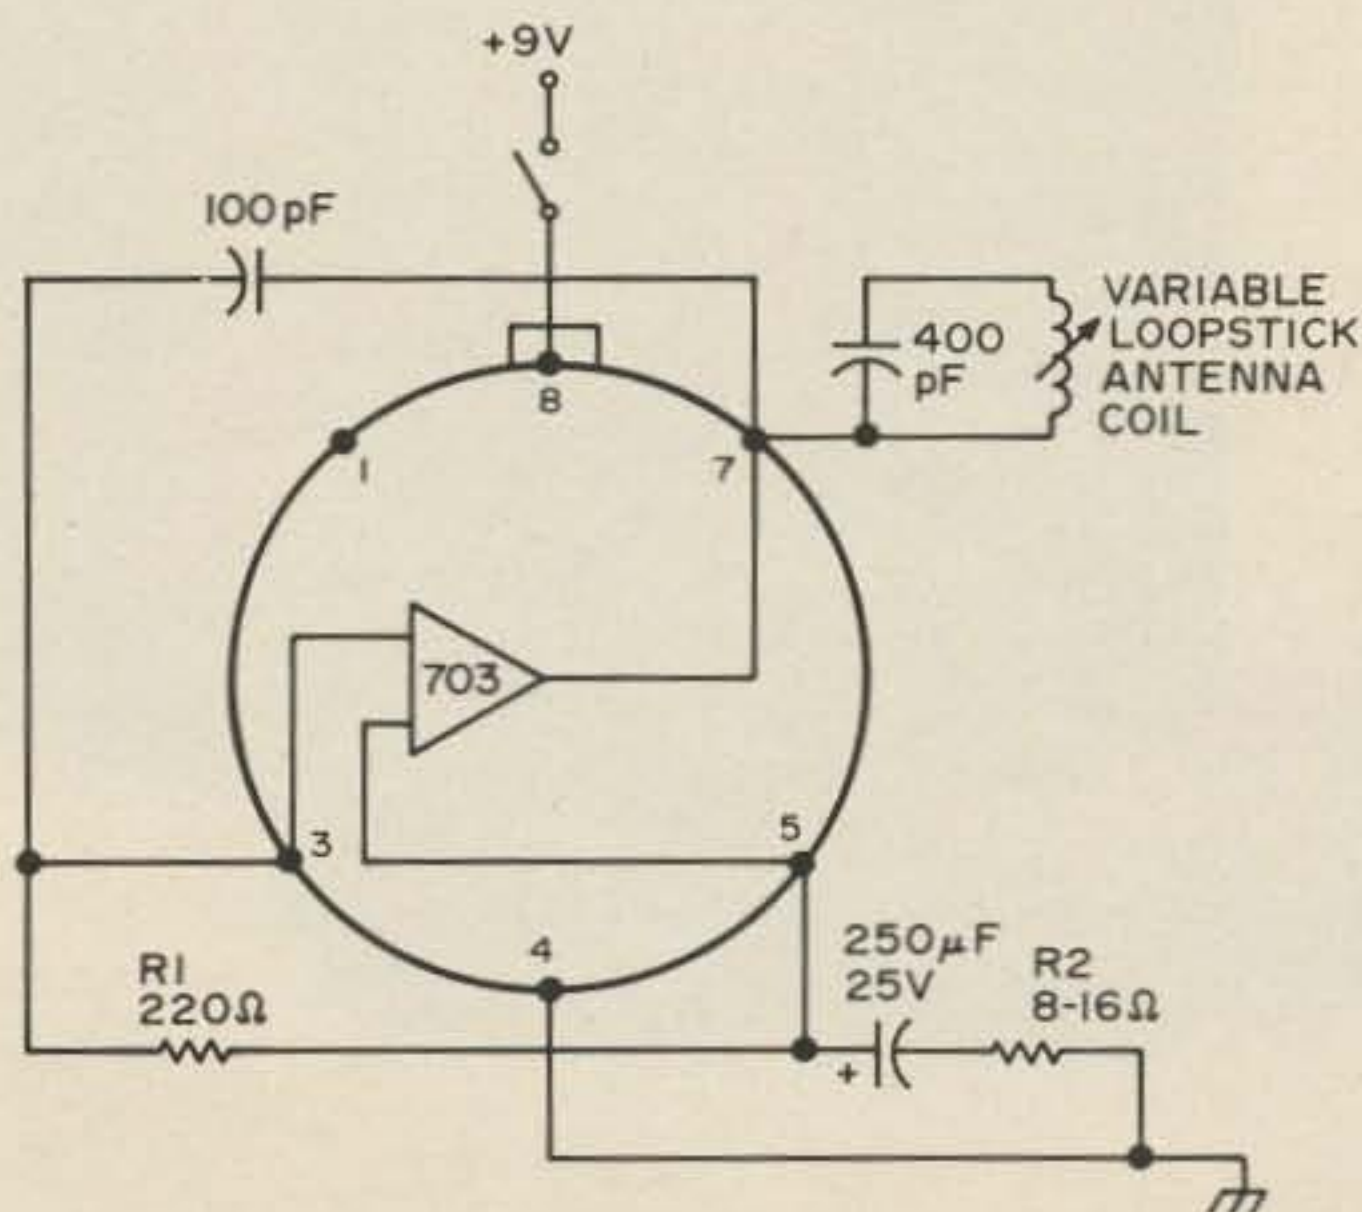 +9V
100pF
400
pF
VARIABLE
LOOPSTICK
ANTENNA
COIL
8
1
7
703
3
5
4
R1
220Ω
250µF
25V
R2
8-16Ω
+